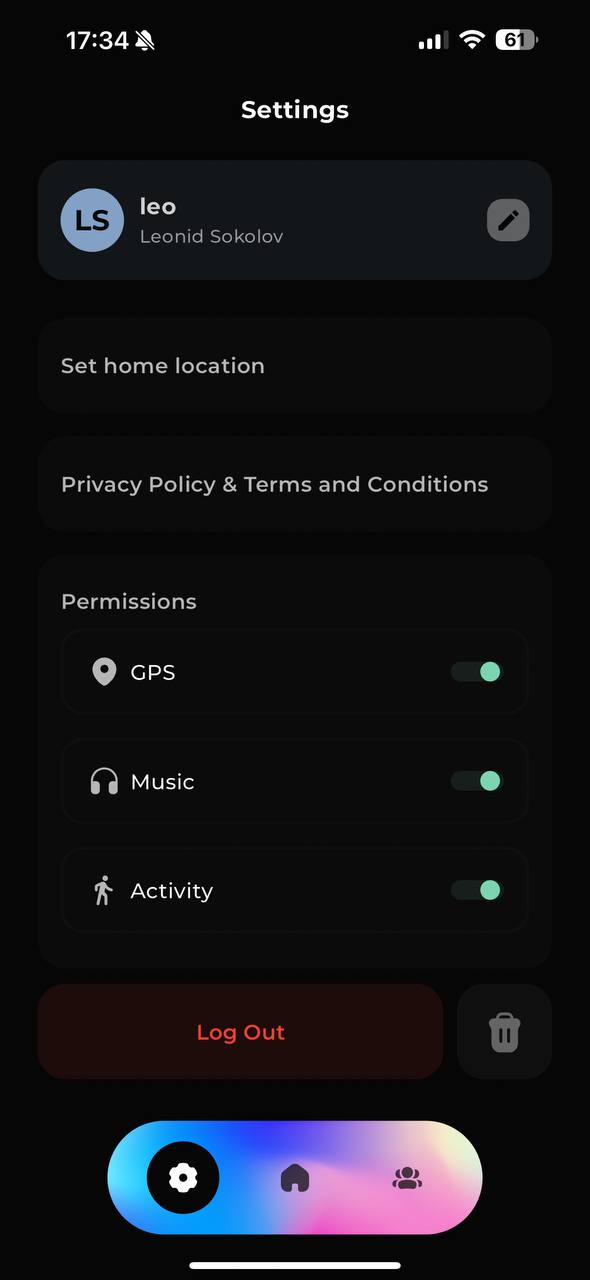 17:34
61
Settings
LS
leo
Leonid Sokolov
Set home location
Privacy Policy & Terms and Conditions
Permissions
GPS
Music
Activity
Log Out